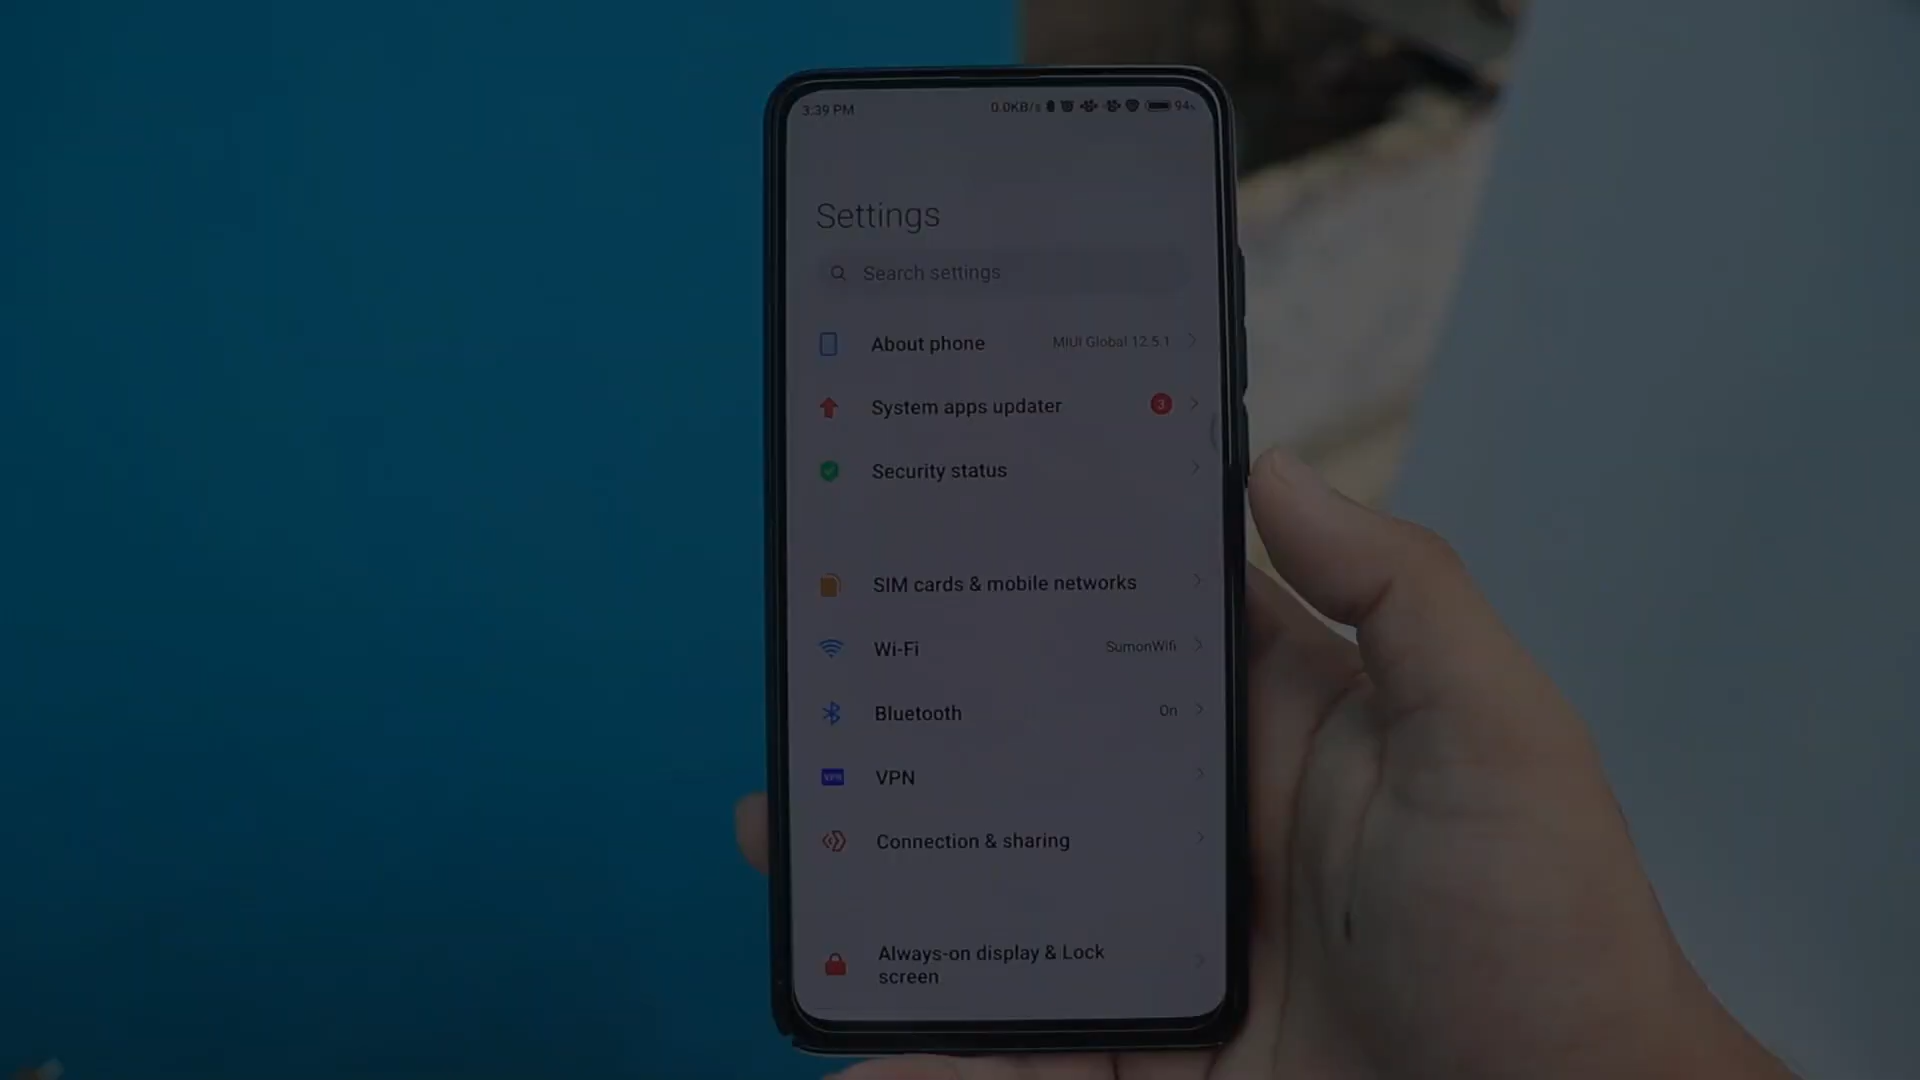 3:39 PM 0.0KB/s 94
Settings
Search settings
About phone MIUI Global 12.5.1
System apps updater 3
Security status
SIM cards & mobile networks
Wi-Fi SumonWifi
Bluetooth On
VPN VPN
Connection & sharing
Always-on display & Lock
screen